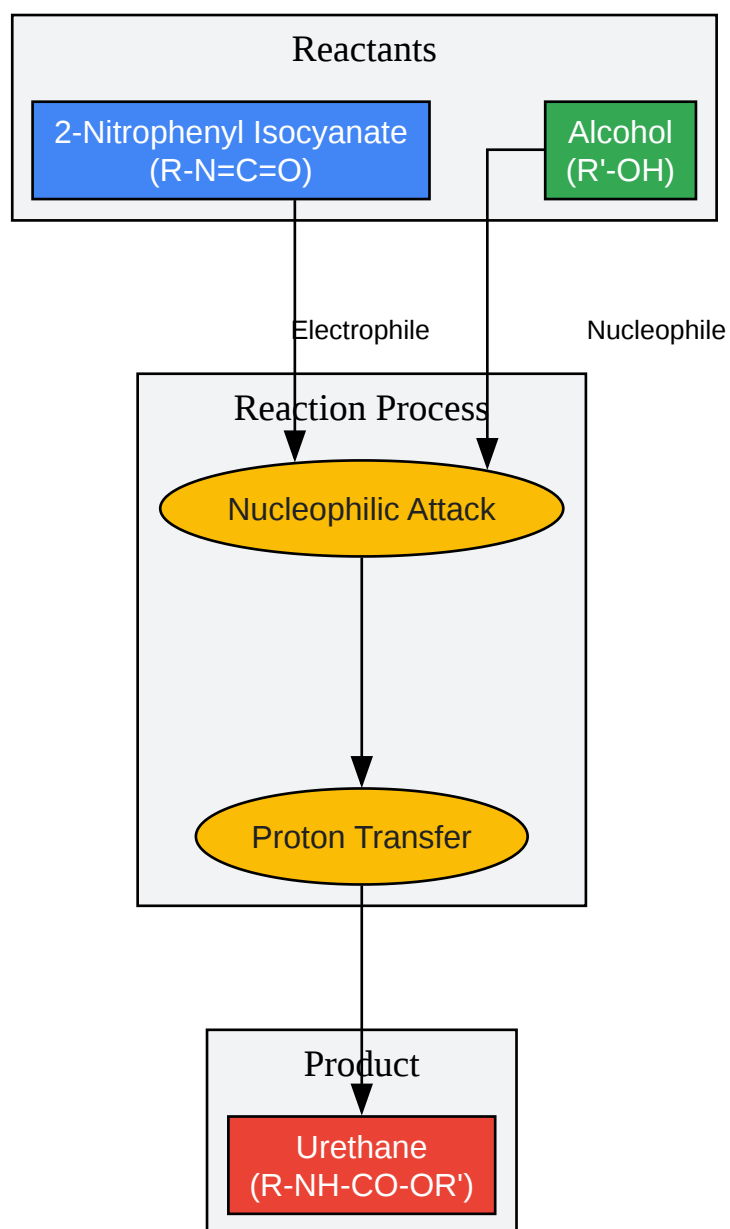 Reactants
2-Nitrophenyl Isocyanate
(R-N=C=O)
Alcohol
(R'-OH)
Electrophile
Nucleophile
Reaction Process
Nucleophilic Attack
Proton Transfer
Product
Urethane
(R-NH-CO-OR')